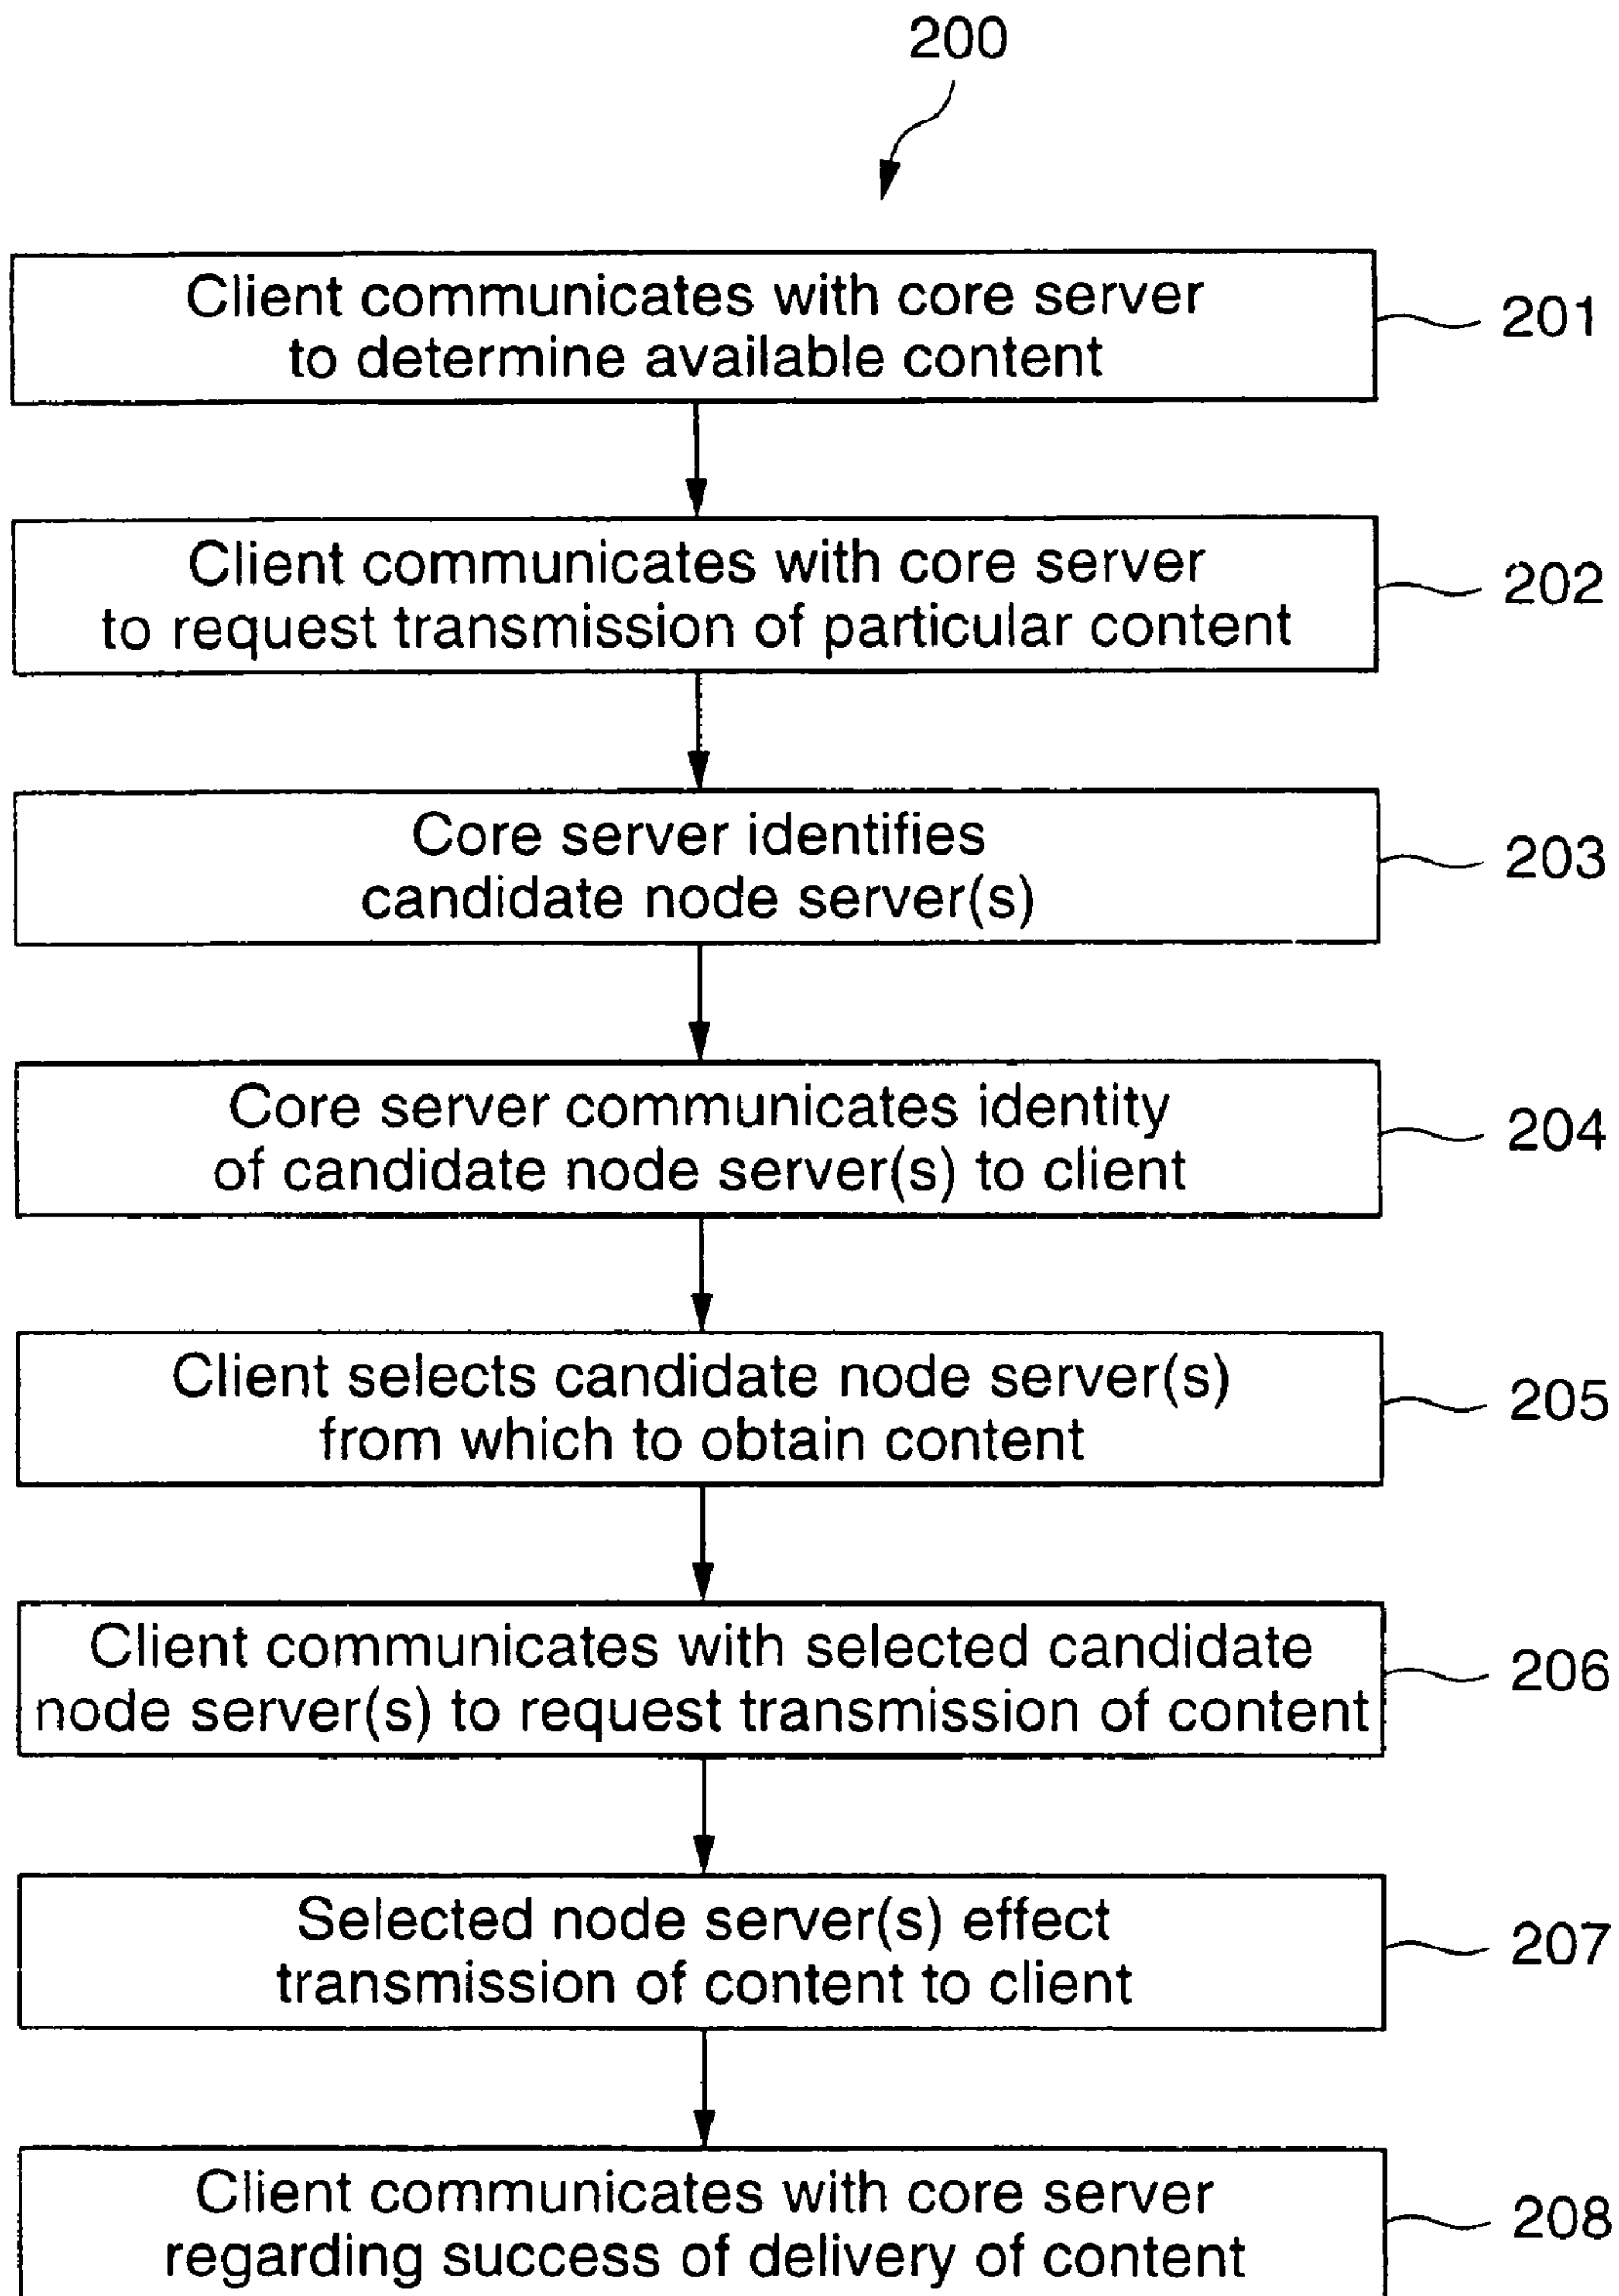 200
Client communicates with core server
to determine available content
201
Client communicates with core server
to request transmission of particular content
202
Core server identifies
candidate node server(s)
203
Core server communicates identity
of candidate node server(s) to client
204
Client selects candidate node server(s)
from which to obtain content
205
Client communicates with selected candidate
node server(s) to request transmission of content
206
Selected node server(s) effect
transmission of content to client
207
Client communicates with core server
regarding success of delivery of content
208